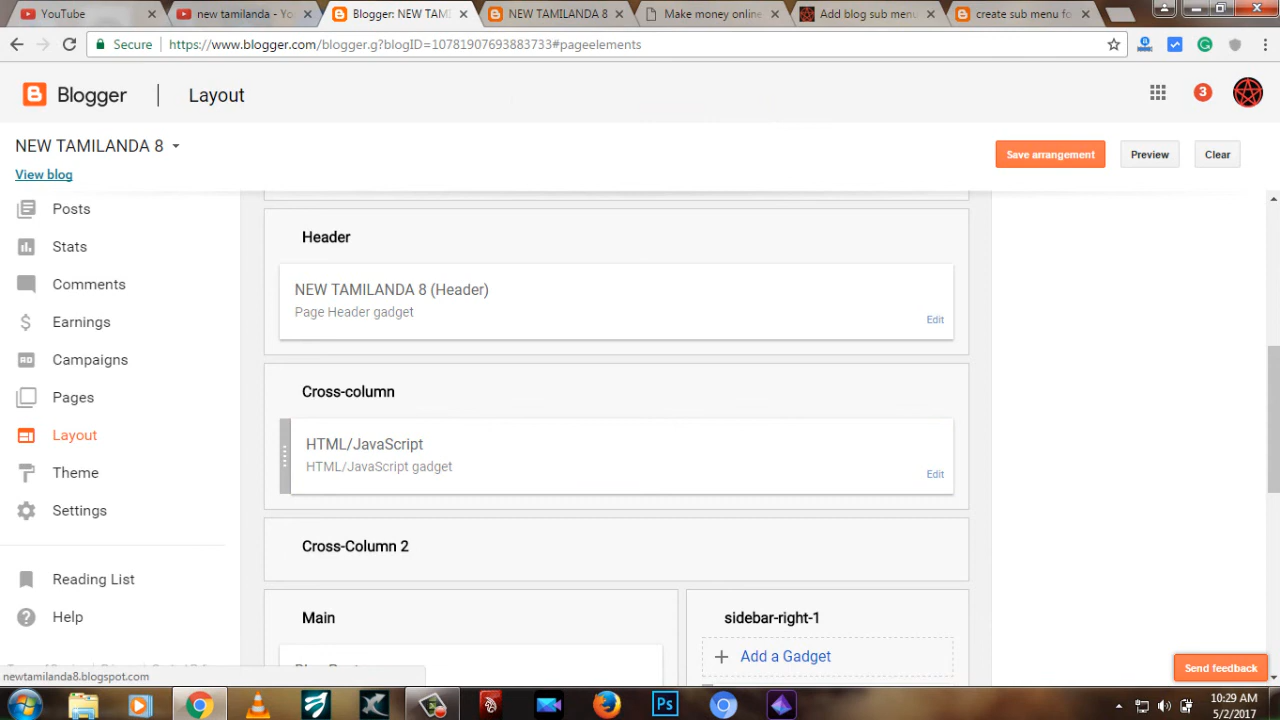 YouTube
new tamilanda - Yo
Blogger: NEW TAM
NEW TAMILANDA 8
Make money online
Add blog sub menu
create sub menu fo
Secure
https://www.blogger.com/blogger.g?blogID=10781907693883733#pageelements
Blogger
Layout
3
NEW TAMILANDA 8
Save arrangement
Preview
Clear
View blog
Posts
Stats
Comments
Earnings
Campaigns
Pages
Layout
Theme
Settings
Reading List
Help
Header
NEW TAMILANDA 8 (Header)
Page Header gadget
Edit
Cross-column
HTML/JavaScript
HTML/JavaScript gadget
Edit
Cross-Column 2
Main
sidebar-right-1
Add a Gadget
Send feedback
newtamilanda8.blogspot.com
Ps
10:29 AM
5/2/2017